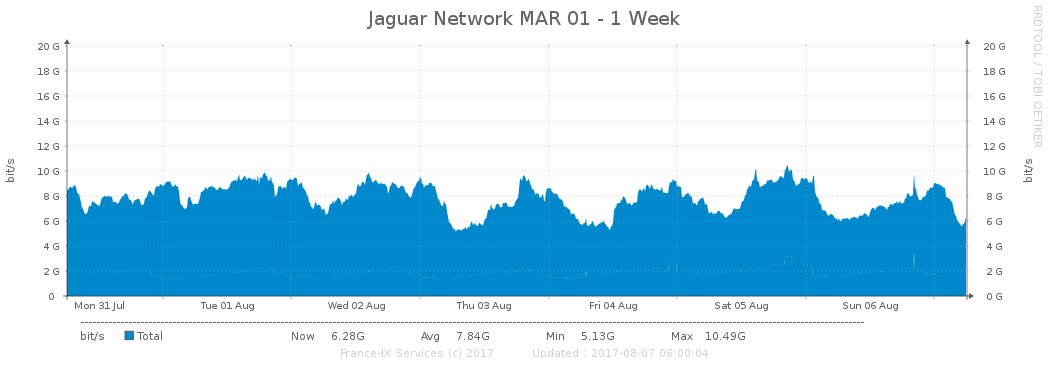 Jaguar Network MAR 01 - 1 Week
RRDTOOL / TOBI OETIKER
bit/s
20 G 20 G
18 G 18 G
16 G 16 G
14 G 14 G
12 G 12 G
10 G 10 G
8 G 8 G
6 G 6 G
4 G 4 G
2 G 2 G
0 0 G
bit/s
Mon 31 Jul Tue 01 Aug Wed 02 Aug Thu 03 Aug Fri 04 Aug Sat 05 Aug Sun 06 Aug
bit/s Total Now 6.28G Avg 7.84G Min 5.13G Max 10.49G
France-IX Services (c) 2017 Updated : 2017-08-07 06:00:04